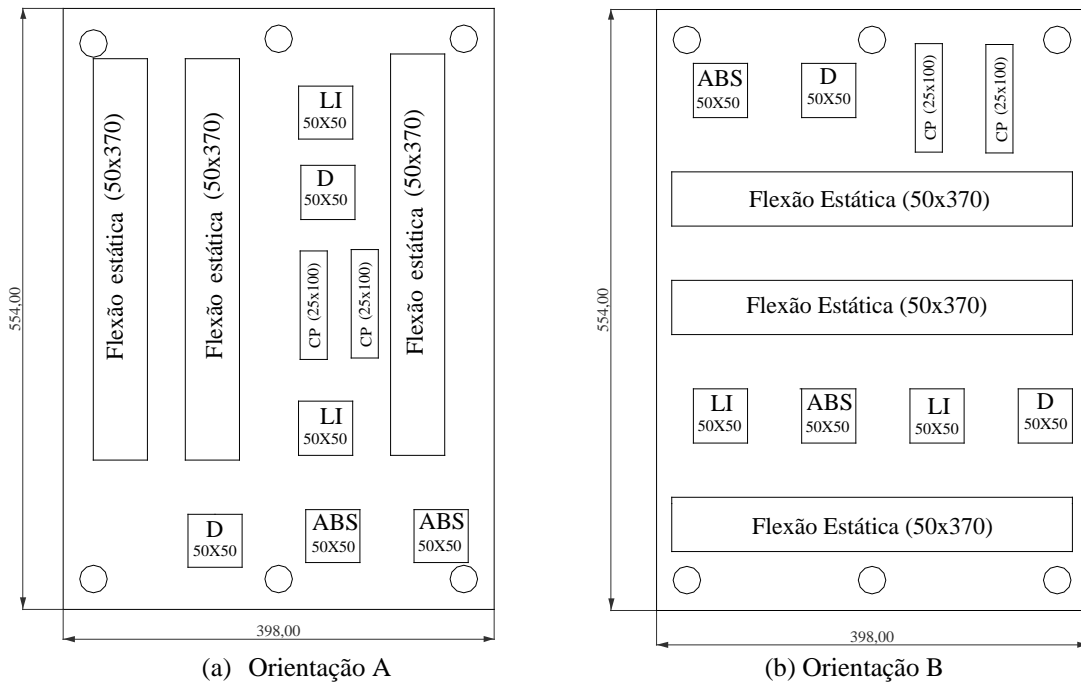 LI
50X50
D
50X50
CP (25x100)
CP (25x100)
LI
50X50
D
50X50
ABS
50X50
ABS
50X50
Flexão estática (50x370)
Flexão estática (50x370)
Flexão estática (50x370)
554,00
398,00
(a) Orientação A
ABS
50X50
D
50X50
CP (25x100)
CP (25x100)
Flexão Estática (50x370)
Flexão Estática (50x370)
LI
50X50
ABS
50X50
LI
50X50
D
50X50
Flexão Estática (50x370)
554,00
398,00
(b) Orientação B